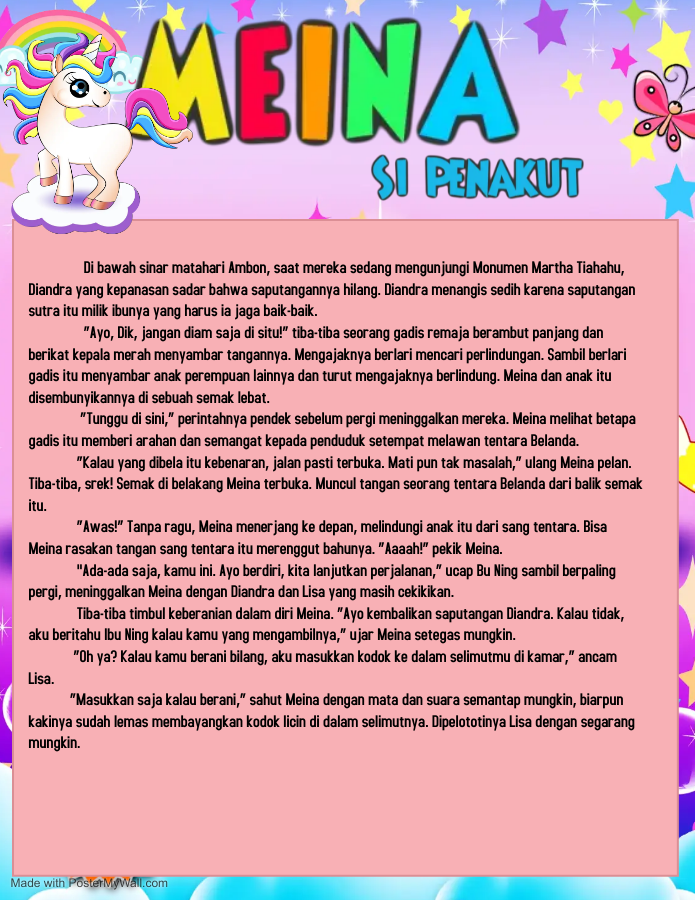 MEINA
SI PENAKUT
Di bawah sinar matahari Ambon, saat mereka sedang mengunjungi Monumen Martha Tiahahu,
Diandra yang kepanasan sadar bahwa saputangannya hilang. Diandra menangis sedih karena saputangan
sutra itu milik ibunya yang harus ia jaga baik-baik.
"Ayo, Dik, jangan diam saja di situ!" tiba-tiba seorang gadis remaja berambut panjang dan
berikat kepala merah menyambar tangannya. Mengajaknya berlari mencari perlindungan. Sambil berlari
gadis itu menyambar anak perempuan lainnya dan turut mengajaknya berlindung. Meina dan anak itu
disembunyikannya di sebuah semak lebat.
"Tunggu di sini," perintahnya pendek sebelum pergi meninggalkan mereka. Meina melihat betapa
gadis itu memberi arahan dan semangat kepada penduduk setempat melawan tentara Belanda.
"Kalau yang dibela itu kebenaran, jalan pasti terbuka. Mati pun tak masalah," ulang Meina pelan.
Tiba-tiba, srek! Semak di belakang Meina terbuka. Muncul tangan seorang tentara Belanda dari balik semak
itu.
"Awas!" Tanpa ragu, Meina menerjang ke depan, melindungi anak itu dari sang tentara. Bisa
Meina rasakan tangan sang tentara itu merenggut bahunya. "Aaaah!" pekik Meina.
"Ada-ada saja, kamu ini. Ayo berdiri, kita lanjutkan perjalanan," ucap Bu Ning sambil berpaling
pergi, meninggalkan Meina dengan Diandra dan Lisa yang masih cekikikan.
Tiba-tiba timbul keberanian dalam diri Meina. "Ayo kembalikan saputangan Diandra. Kalau tidak,
aku beritahu Ibu Ning kalau kamu yang mengambilnya," ujar Meina setegas mungkin.
"Oh ya? Kalau kamu berani bilang, aku masukkan kodok ke dalam selimutmu di kamar," ancam
Lisa.
"Masukkan saja kalau berani," sahut Meina dengan mata dan suara semantap mungkin, biarpun
kakinya sudah lemas membayangkan kodok licin di dalam selimutnya. Dipelototinya Lisa dengan segarang
mungkin.
Made with PosterMyWall.com